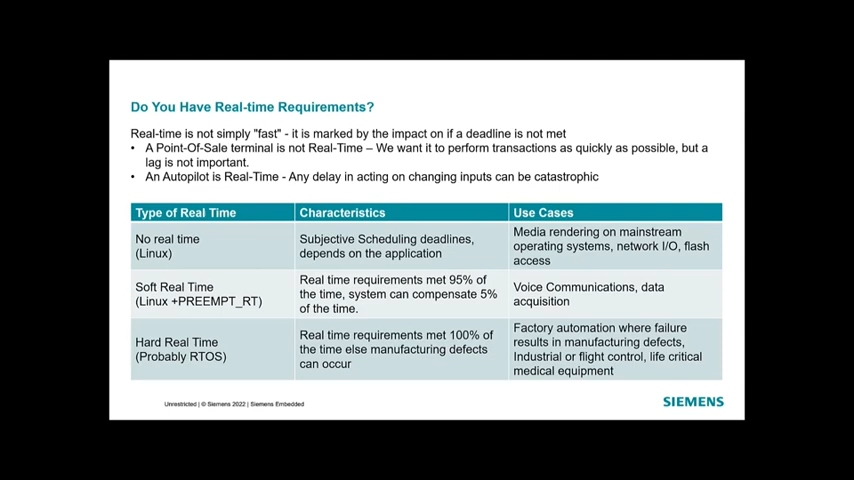 Do You Have Real-time Requirements?
Real-time is not simply "fast" - it is marked by the impact on if a deadline is not met
• A Point-Of-Sale terminal is not Real-Time – We want it to perform transactions as quickly as possible, but a
lag is not important.
• An Autopilot is Real-Time - Any delay in acting on changing inputs can be catastrophic
Type of Real Time
Characteristics
Use Cases
No real time
(Linux)
Subjective Scheduling deadlines,
depends on the application
Media rendering on mainstream
operating systems, network I/O, flash
access
Soft Real Time
(Linux +PREEMPT_RT)
Real time requirements met 95% of
the time, system can compensate 5%
of the time.
Voice Communications, data
acquisition
Hard Real Time
(Probably RTOS)
Real time requirements met 100% of
the time else manufacturing defects
can occur
Factory automation where failure
results in manufacturing defects,
Industrial or flight control, life critical
medical equipment
Unrestricted | © Siemens 2022 | Siemens Embedded
SIEMENS